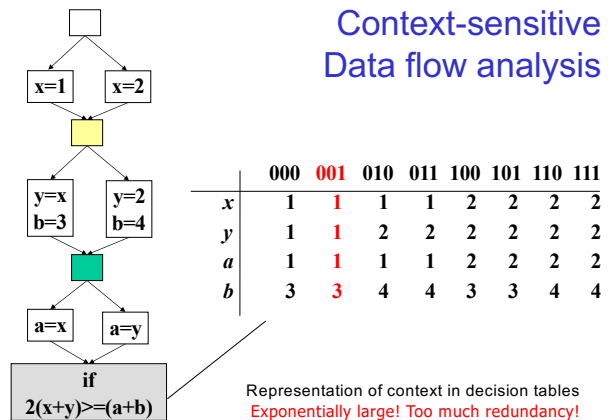 Context-sensitive
Data flow analysis
x=1 x=2
y=x y=2
b=3 b=4
a=x a=y
if
2(x+y)>=(a+b)
000 001 010 011 100 101 110 111
x 1 1 1 1 2 2 2 2
y 1 1 2 2 2 2 2 2
a 1 1 1 1 2 2 2 2
b 3 3 4 4 3 3 4 4
Representation of context in decision tables
Exponentially large! Too much redundancy!